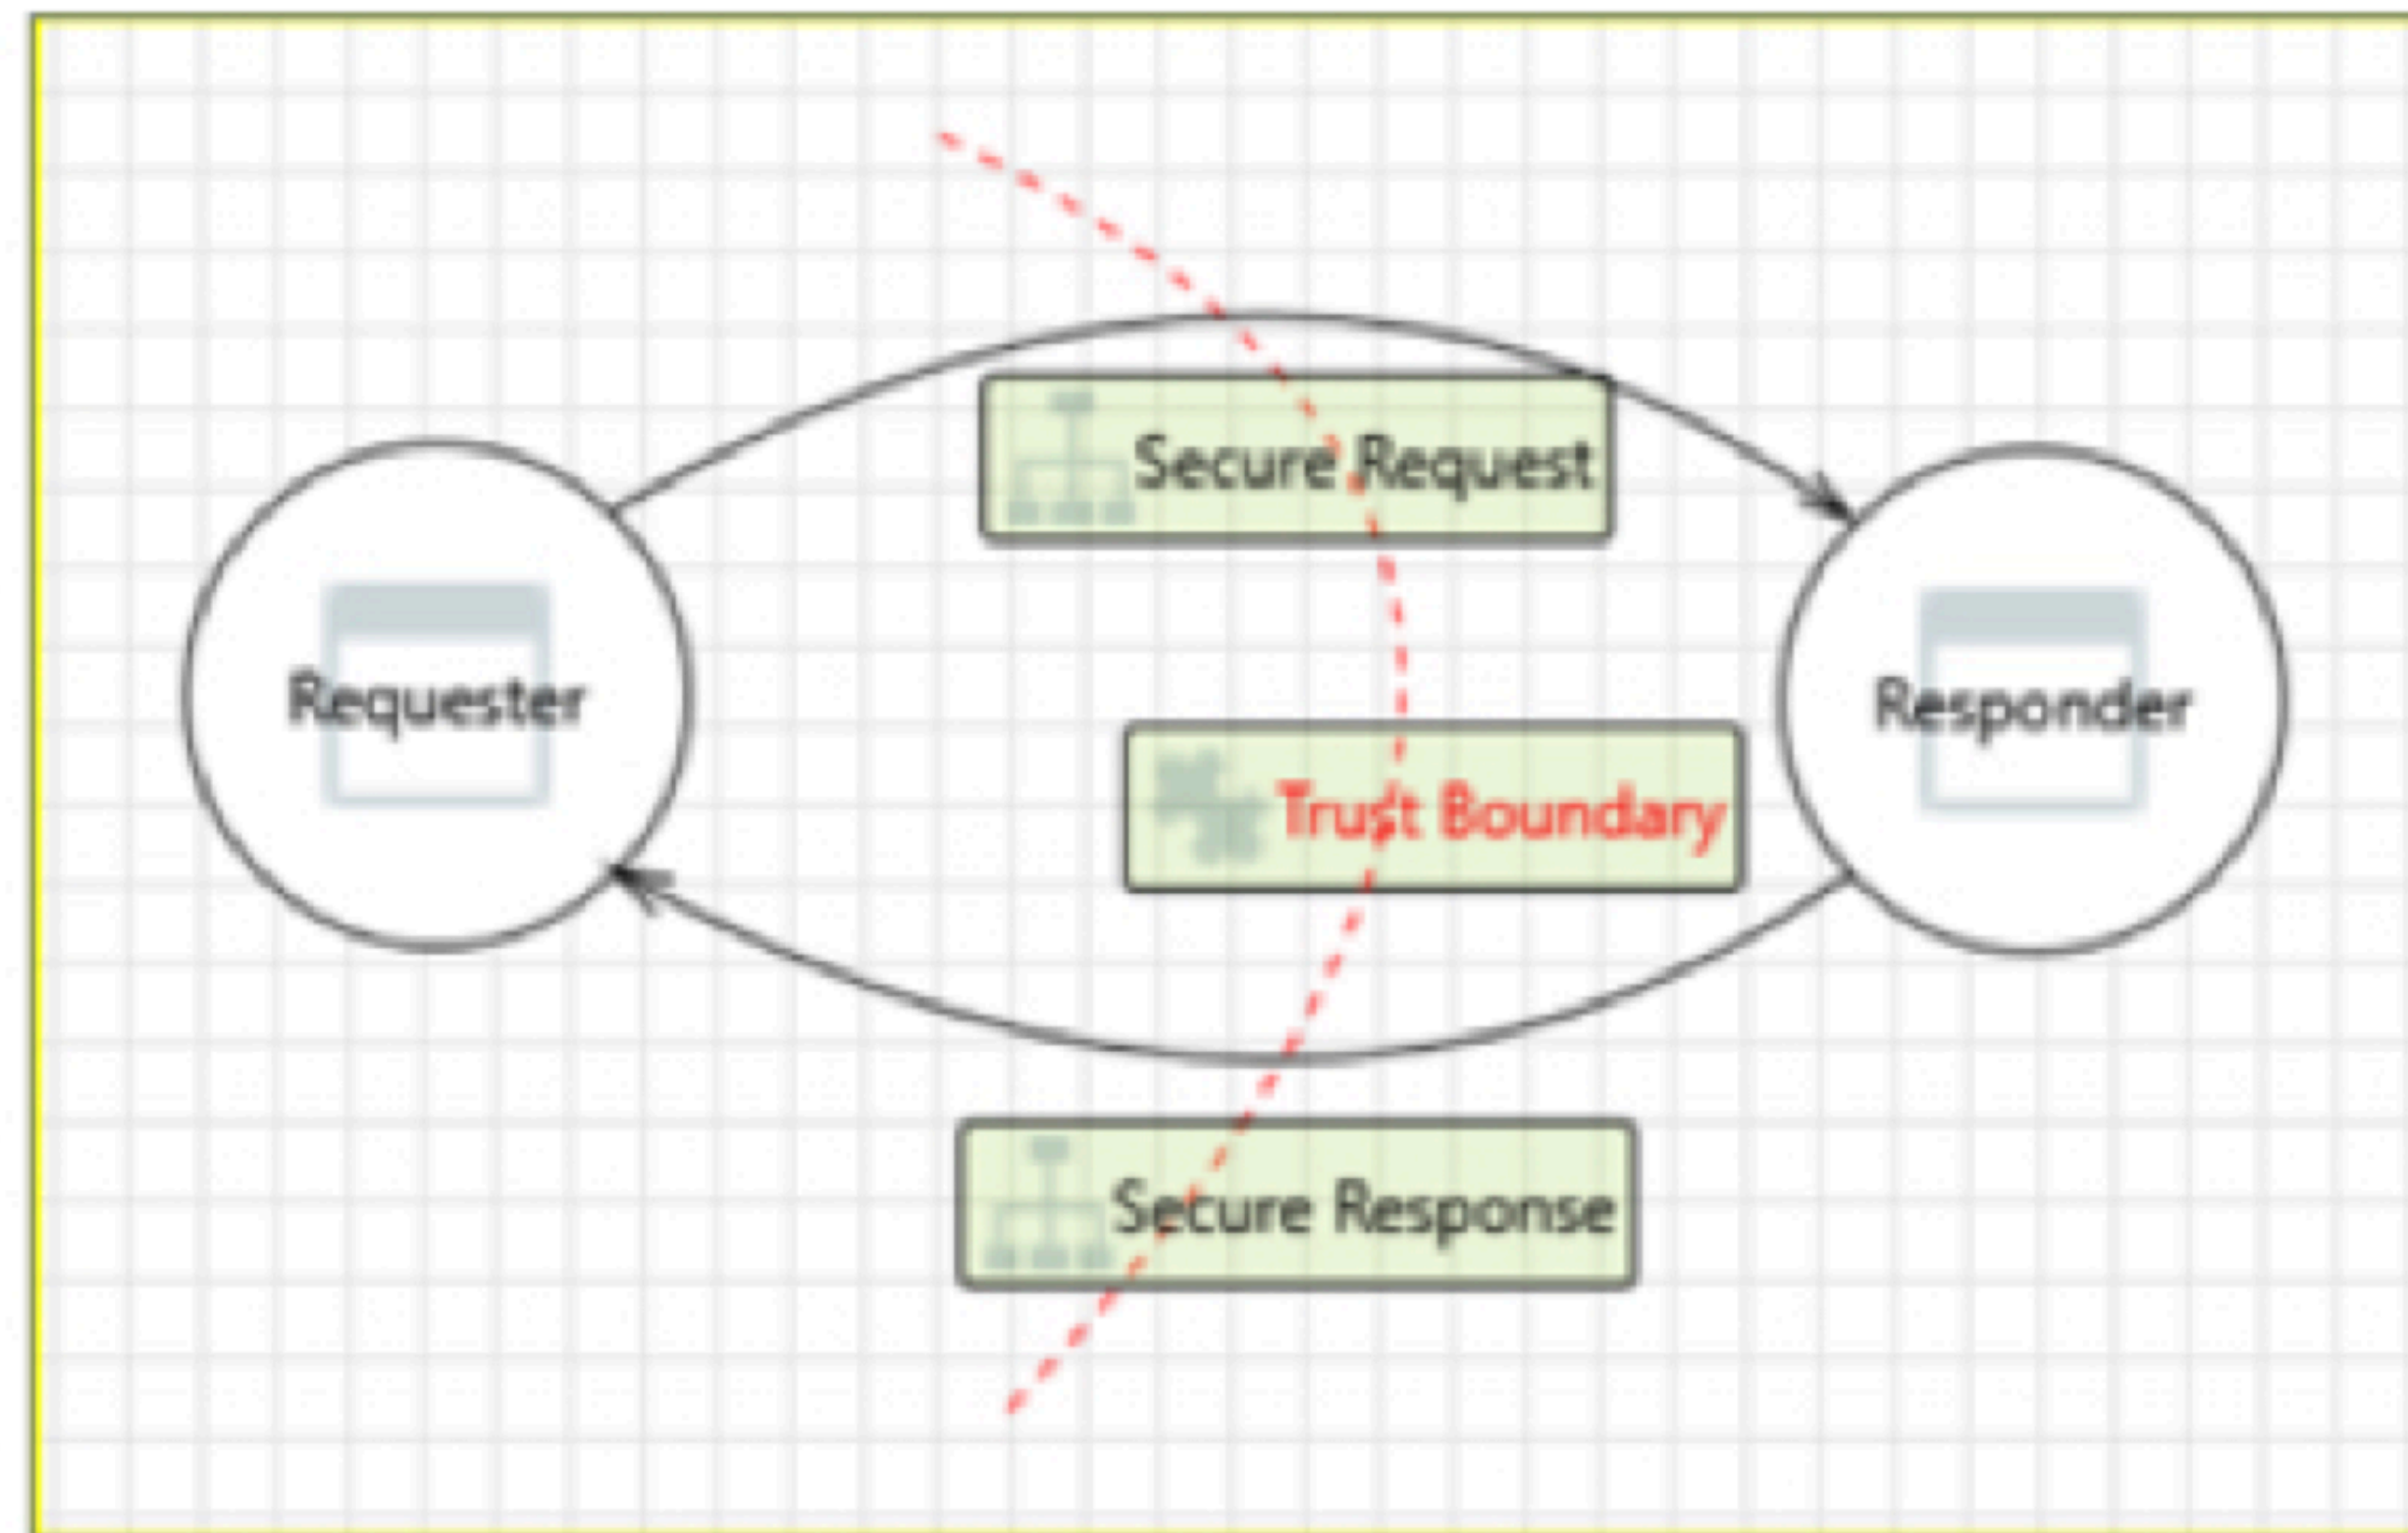 Secure Request
Requester
Responder
Trust Boundary
Secure Response